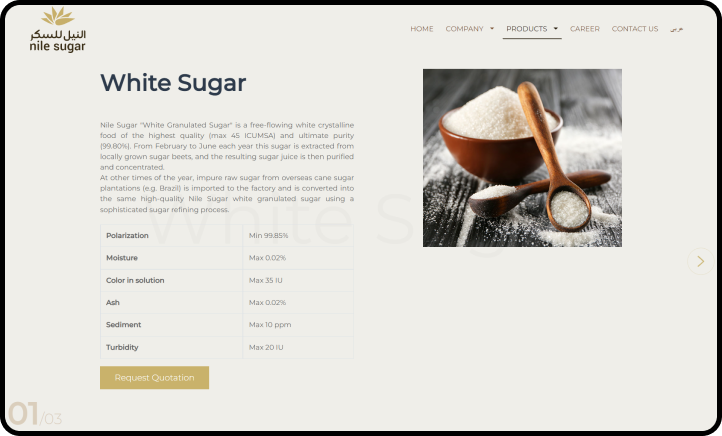 النيل للسكر
nile sugar
HOME COMPANY PRODUCTS CAREER CONTACT US عربي
White Sugar
Nile Sugar "White Granulated Sugar" is a free-flowing white crystalline
food of the highest quality (max 45 ICUMSA) and ultimate purity
(99.80%). From February to June each year this sugar is extracted from
locally grown sugar beets, and the resulting sugar juice is then purified
and concentrated.
At other times of the year, impure raw sugar from overseas cane sugar
plantations (e.g. Brazil) is imported to the factory and is converted into
the same high-quality Nile Sugar white granulated sugar using a
sophisticated sugar refining process.
Polarization Min 99.85%
Moisture Max 0.02%
Color in solution Max 35 IU
Ash Max 0.02%
Sediment Max 10 ppm
Turbidity Max 20 IU
Request Quotation
01/03